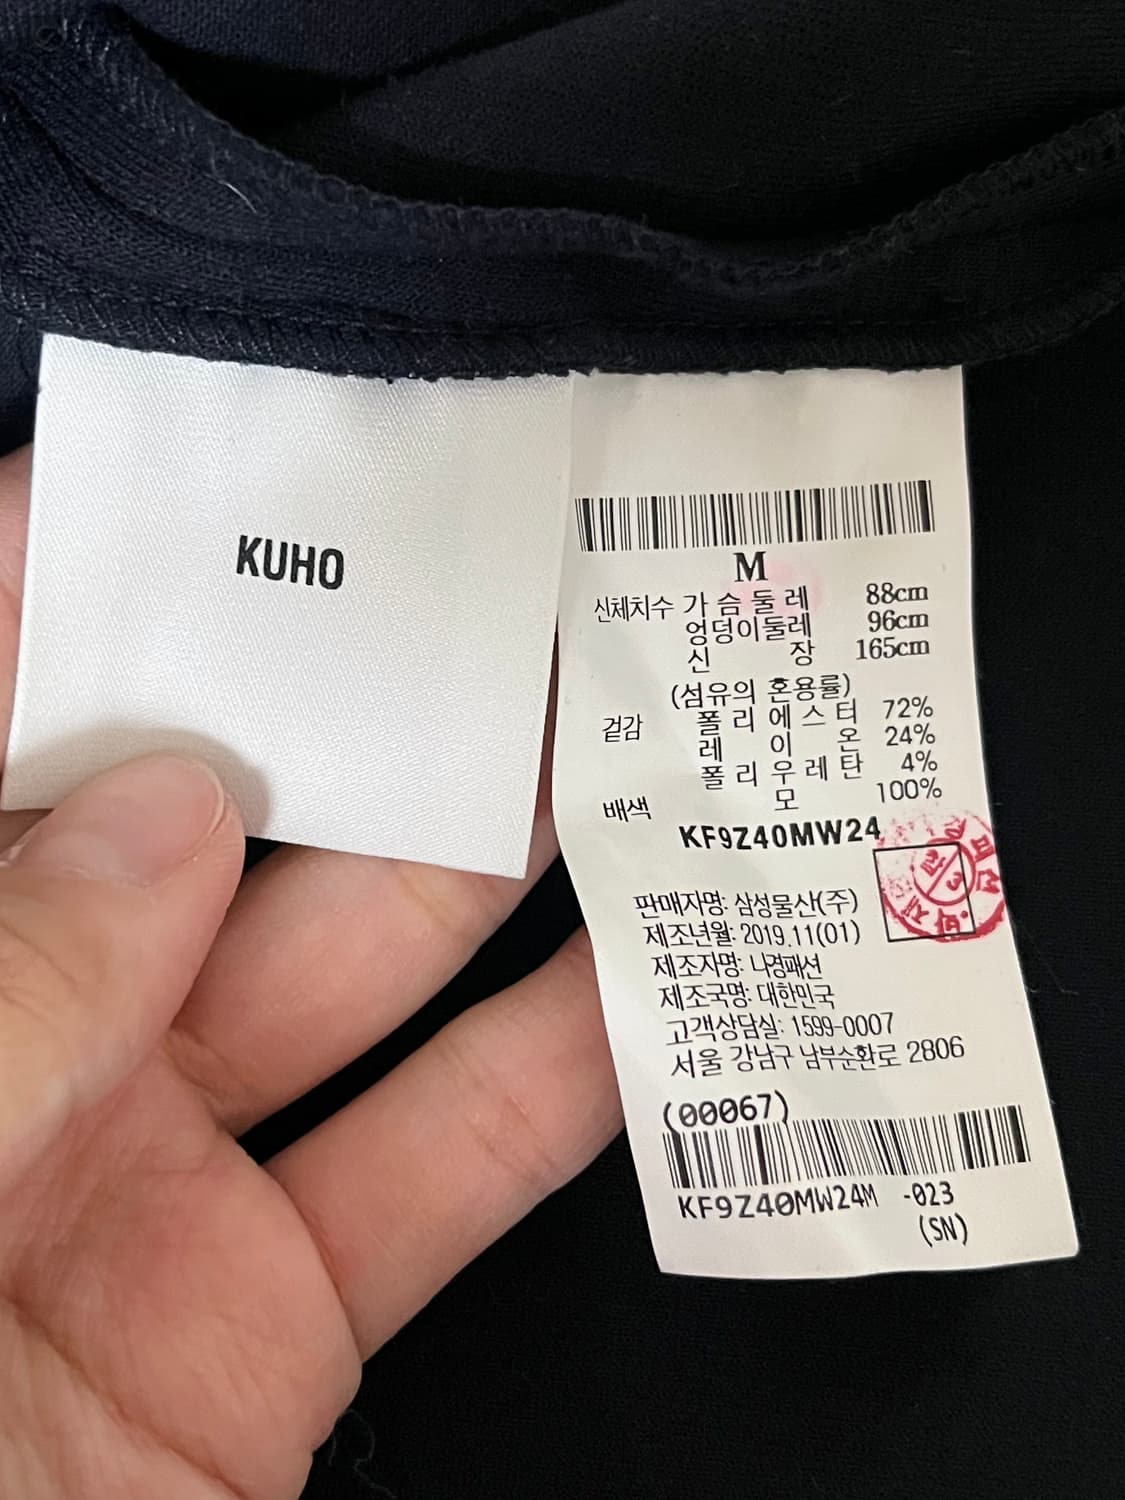 KUHO
M
신체치수 가슴둘레 88cm
엉덩이둘레 96cm
신 장 165cm
(섬유의 혼용률)
겉감 폴리에스터 72%
레 이 온 24%
폴리우레탄 4%
배색 모 100%
KF9Z40MW24
판매자명: 삼성물산(주)
제조년월: 2019.11(01)
제조자명: 나경패션
제조국명: 대한민국
고객상담실: 1599-0007
서울 강남구 남부순환로 2806
(00067)
KF9Z40MW24M -023
(SN)